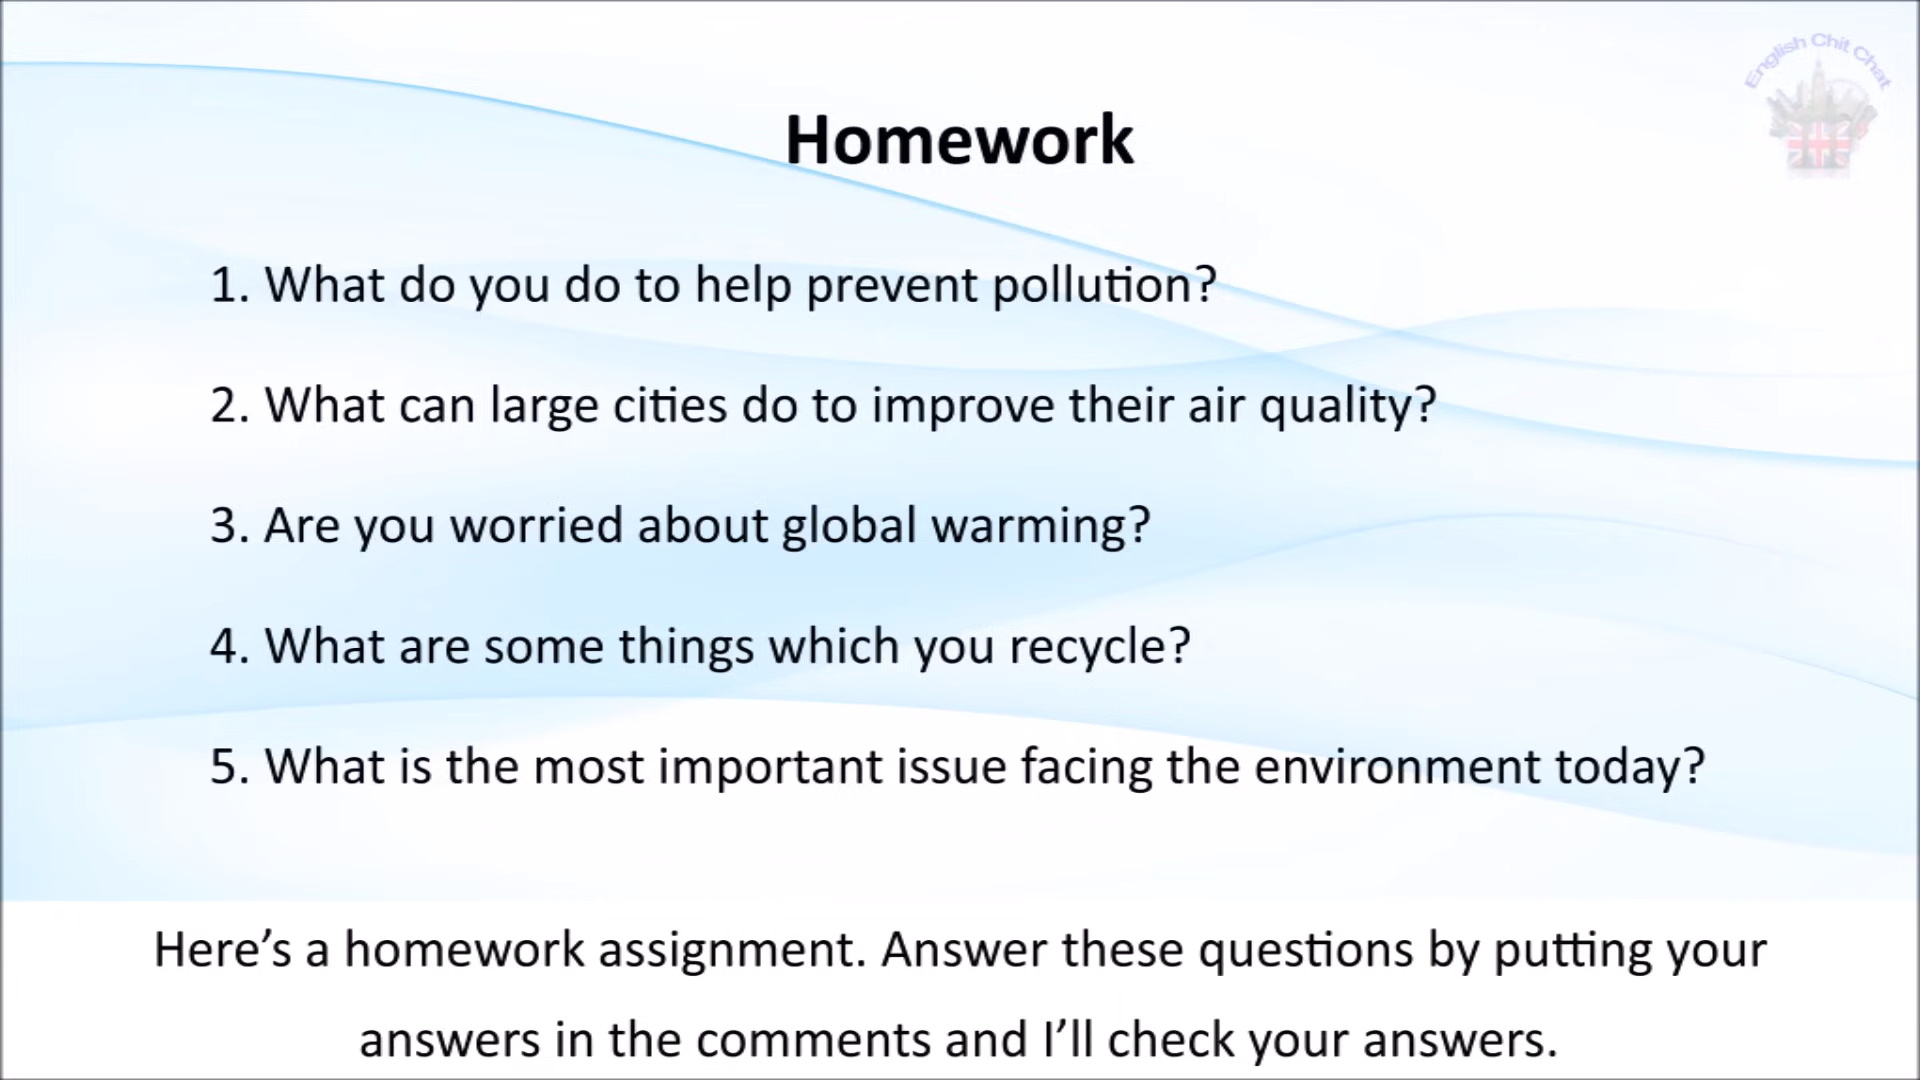 English Chit Chat
Homework
1. What do you do to help prevent pollution?
2. What can large cities do to improve their air quality?
3. Are you worried about global warming?
4. What are some things which you recycle?
5. What is the most important issue facing the environment today?
Here’s a homework assignment. Answer these questions by putting your
answers in the comments and I’ll check your answers.